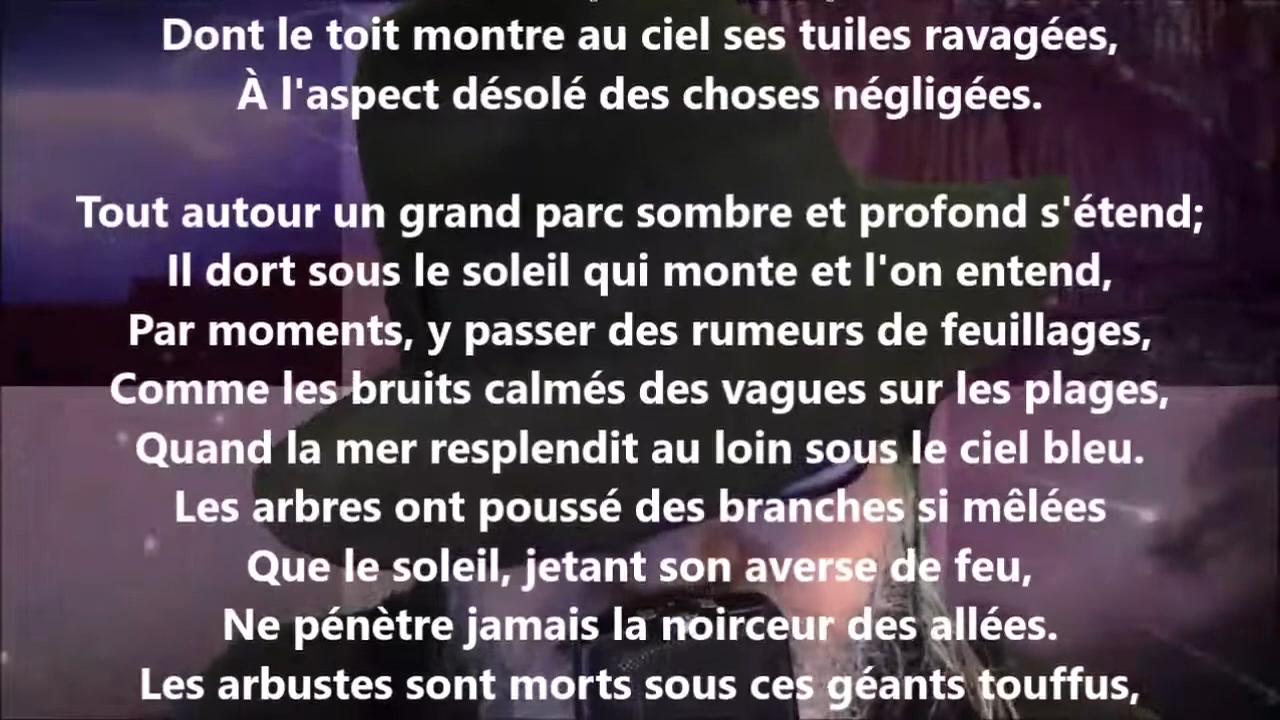 Dont le toit montre au ciel ses tuiles ravagées,
À l'aspect désolé des choses négligées.
Tout autour un grand parc sombre et profond s'étend;
Il dort sous le soleil qui monte et l'on entend,
Par moments, y passer des rumeurs de feuillages,
Comme les bruits calmés des vagues sur les plages,
Quand la mer resplendit au loin sous le ciel bleu.
Les arbres ont poussé des branches si mêlées
Que le soleil, jetant son averse de feu,
Ne pénètre jamais la noirceur des allées.
Les arbustes sont morts sous ces géants touffus,